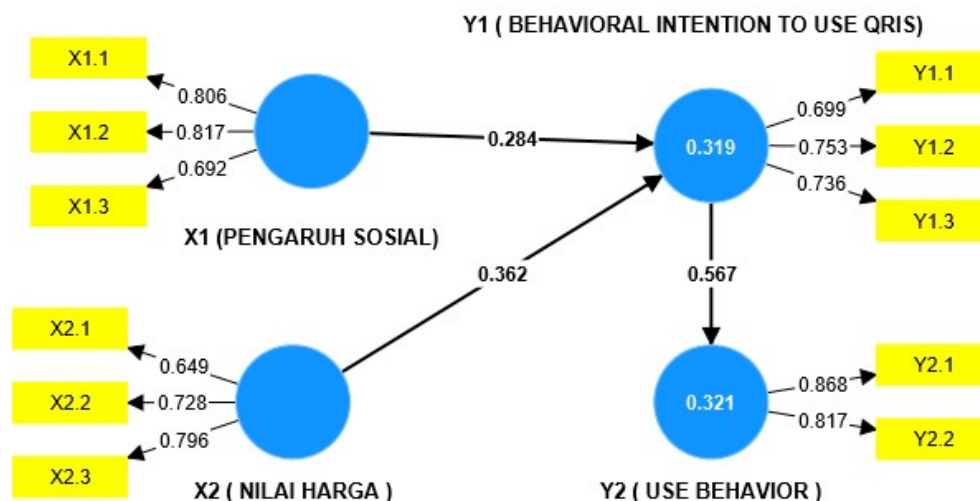 Y1 ( BEHAVIORAL INTENTION TO USE QRIS)
X1.1
X1.2
X1.3
0.806
0.817
0.692
X1 (PENGARUH SOSIAL)
0.284
0.319
0.699
0.753
0.736
Y1.1
Y1.2
Y1.3
0.362
0.567
X2.1
X2.2
X2.3
0.649
0.728
0.796
X2 ( NILAI HARGA )
0.321
0.868
0.817
Y2.1
Y2.2
Y2 ( USE BEHAVIOR )